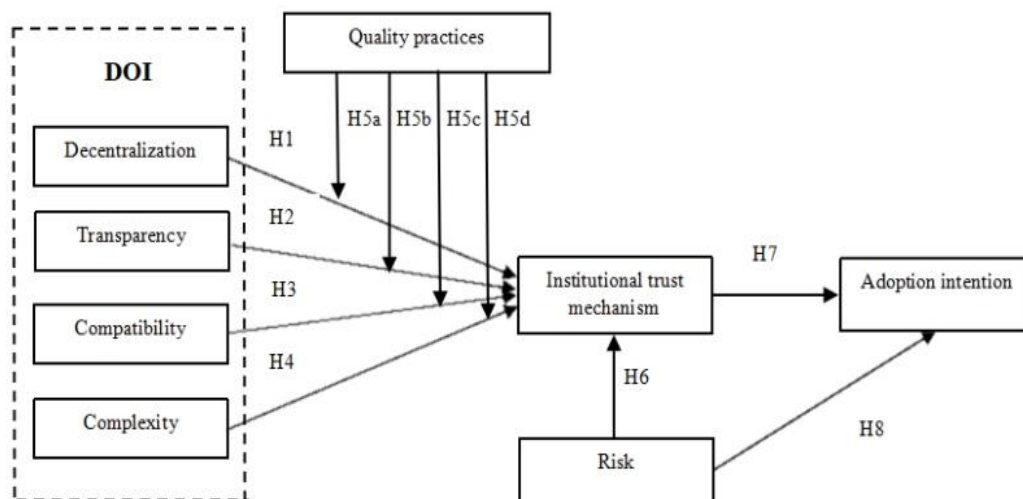 Quality practices
DOI
H5a
H5b
H5c
H5d
Decentralization
H1
Transparency
H2
Compatibility
H3
Complexity
H4
Institutional trust
mechanism
H7
Adoption intention
H6
Risk
H8